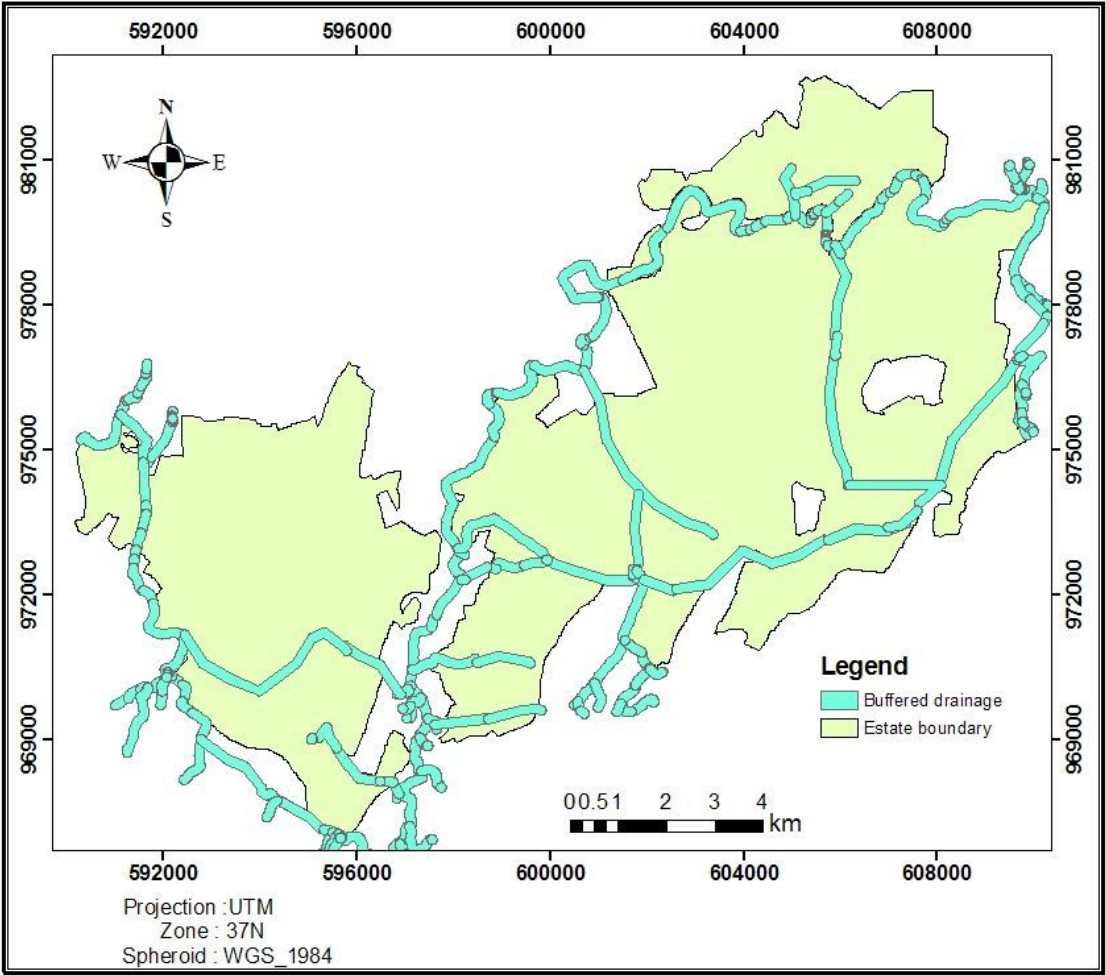 592000 596000 600000 604000 608000
N
W E
S
981000 981000
978000 978000
975000 975000
972000 972000
Legend
Buffered drainage
Estate boundary
969000 969000
00.51 2 3 4
km
592000 596000 600000 604000 608000
Projection :UTM
Zone : 37N
Spheroid : WGS_1984